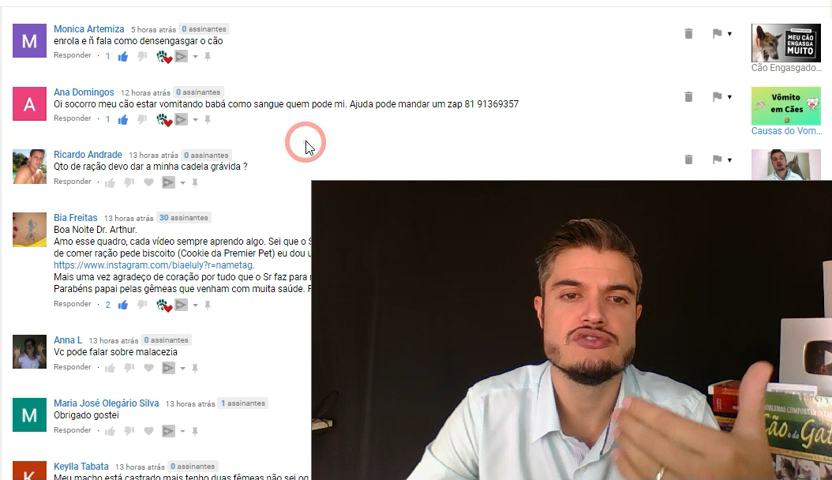 M
Monica Artemiza 5 horas atrás 0 assinantes
enrola e ñ fala como densengasgar o cão
Responder · 1
MEU CÃO
ENGASGA
MUITO
Cão Engasgado...
A
Ana Domingos 12 horas atrás 0 assinantes
Oi socorro meu cão estar vomitando babá como sangue quem pode mi. Ajuda pode mandar um zap 81 91369357
Responder · 1
Vômito
em Cães
Causas do Vom...
Ricardo Andrade 13 horas atrás 0 assinantes
Qto de ração devo dar a minha cadela grávida ?
Responder ·
Bia Freitas 13 horas atrás 30 assinantes
Boa Noite Dr. Arthur.
Amo esse quadro, cada vídeo sempre aprendo algo. Sei que o S
de comer ração pede biscoito (Cookie da Premier Pet) eu dou u
https://www.instagram.com/biaeluly?r=nametag.
Mais uma vez agradeço de coração por tudo que o Sr faz para
Parabéns papai pelas gêmeas que venham com muita saúde. F
Responder · 2
Anna L 13 horas atrás 0 assinantes
Vc pode falar sobre malacezia
Responder ·
M
Maria José Olegário Silva 13 horas atrás 1 assinantes
Obrigado gostei
Responder ·
K
Keylla Tabata 13 horas atrás 0 assinantes
Meu macho está castrado mais tenho duas fêmeas não sei og
Cão e do Gato